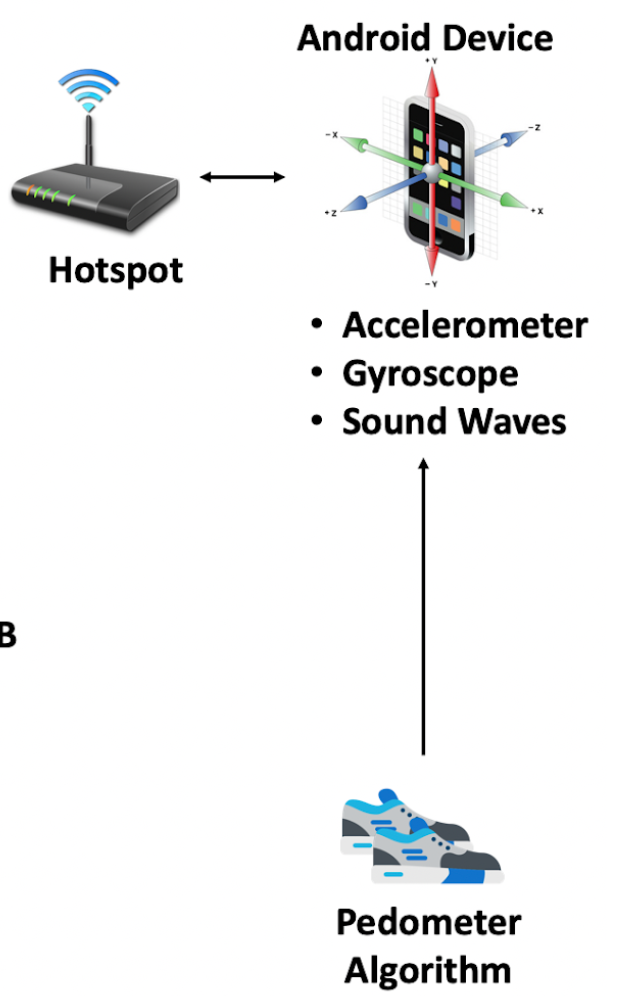 Android Device
+Y
-X
-Z
+Z
+X
-Y
Hotspot
• Accelerometer
• Gyroscope
• Sound Waves
B
Pedometer
Algorithm